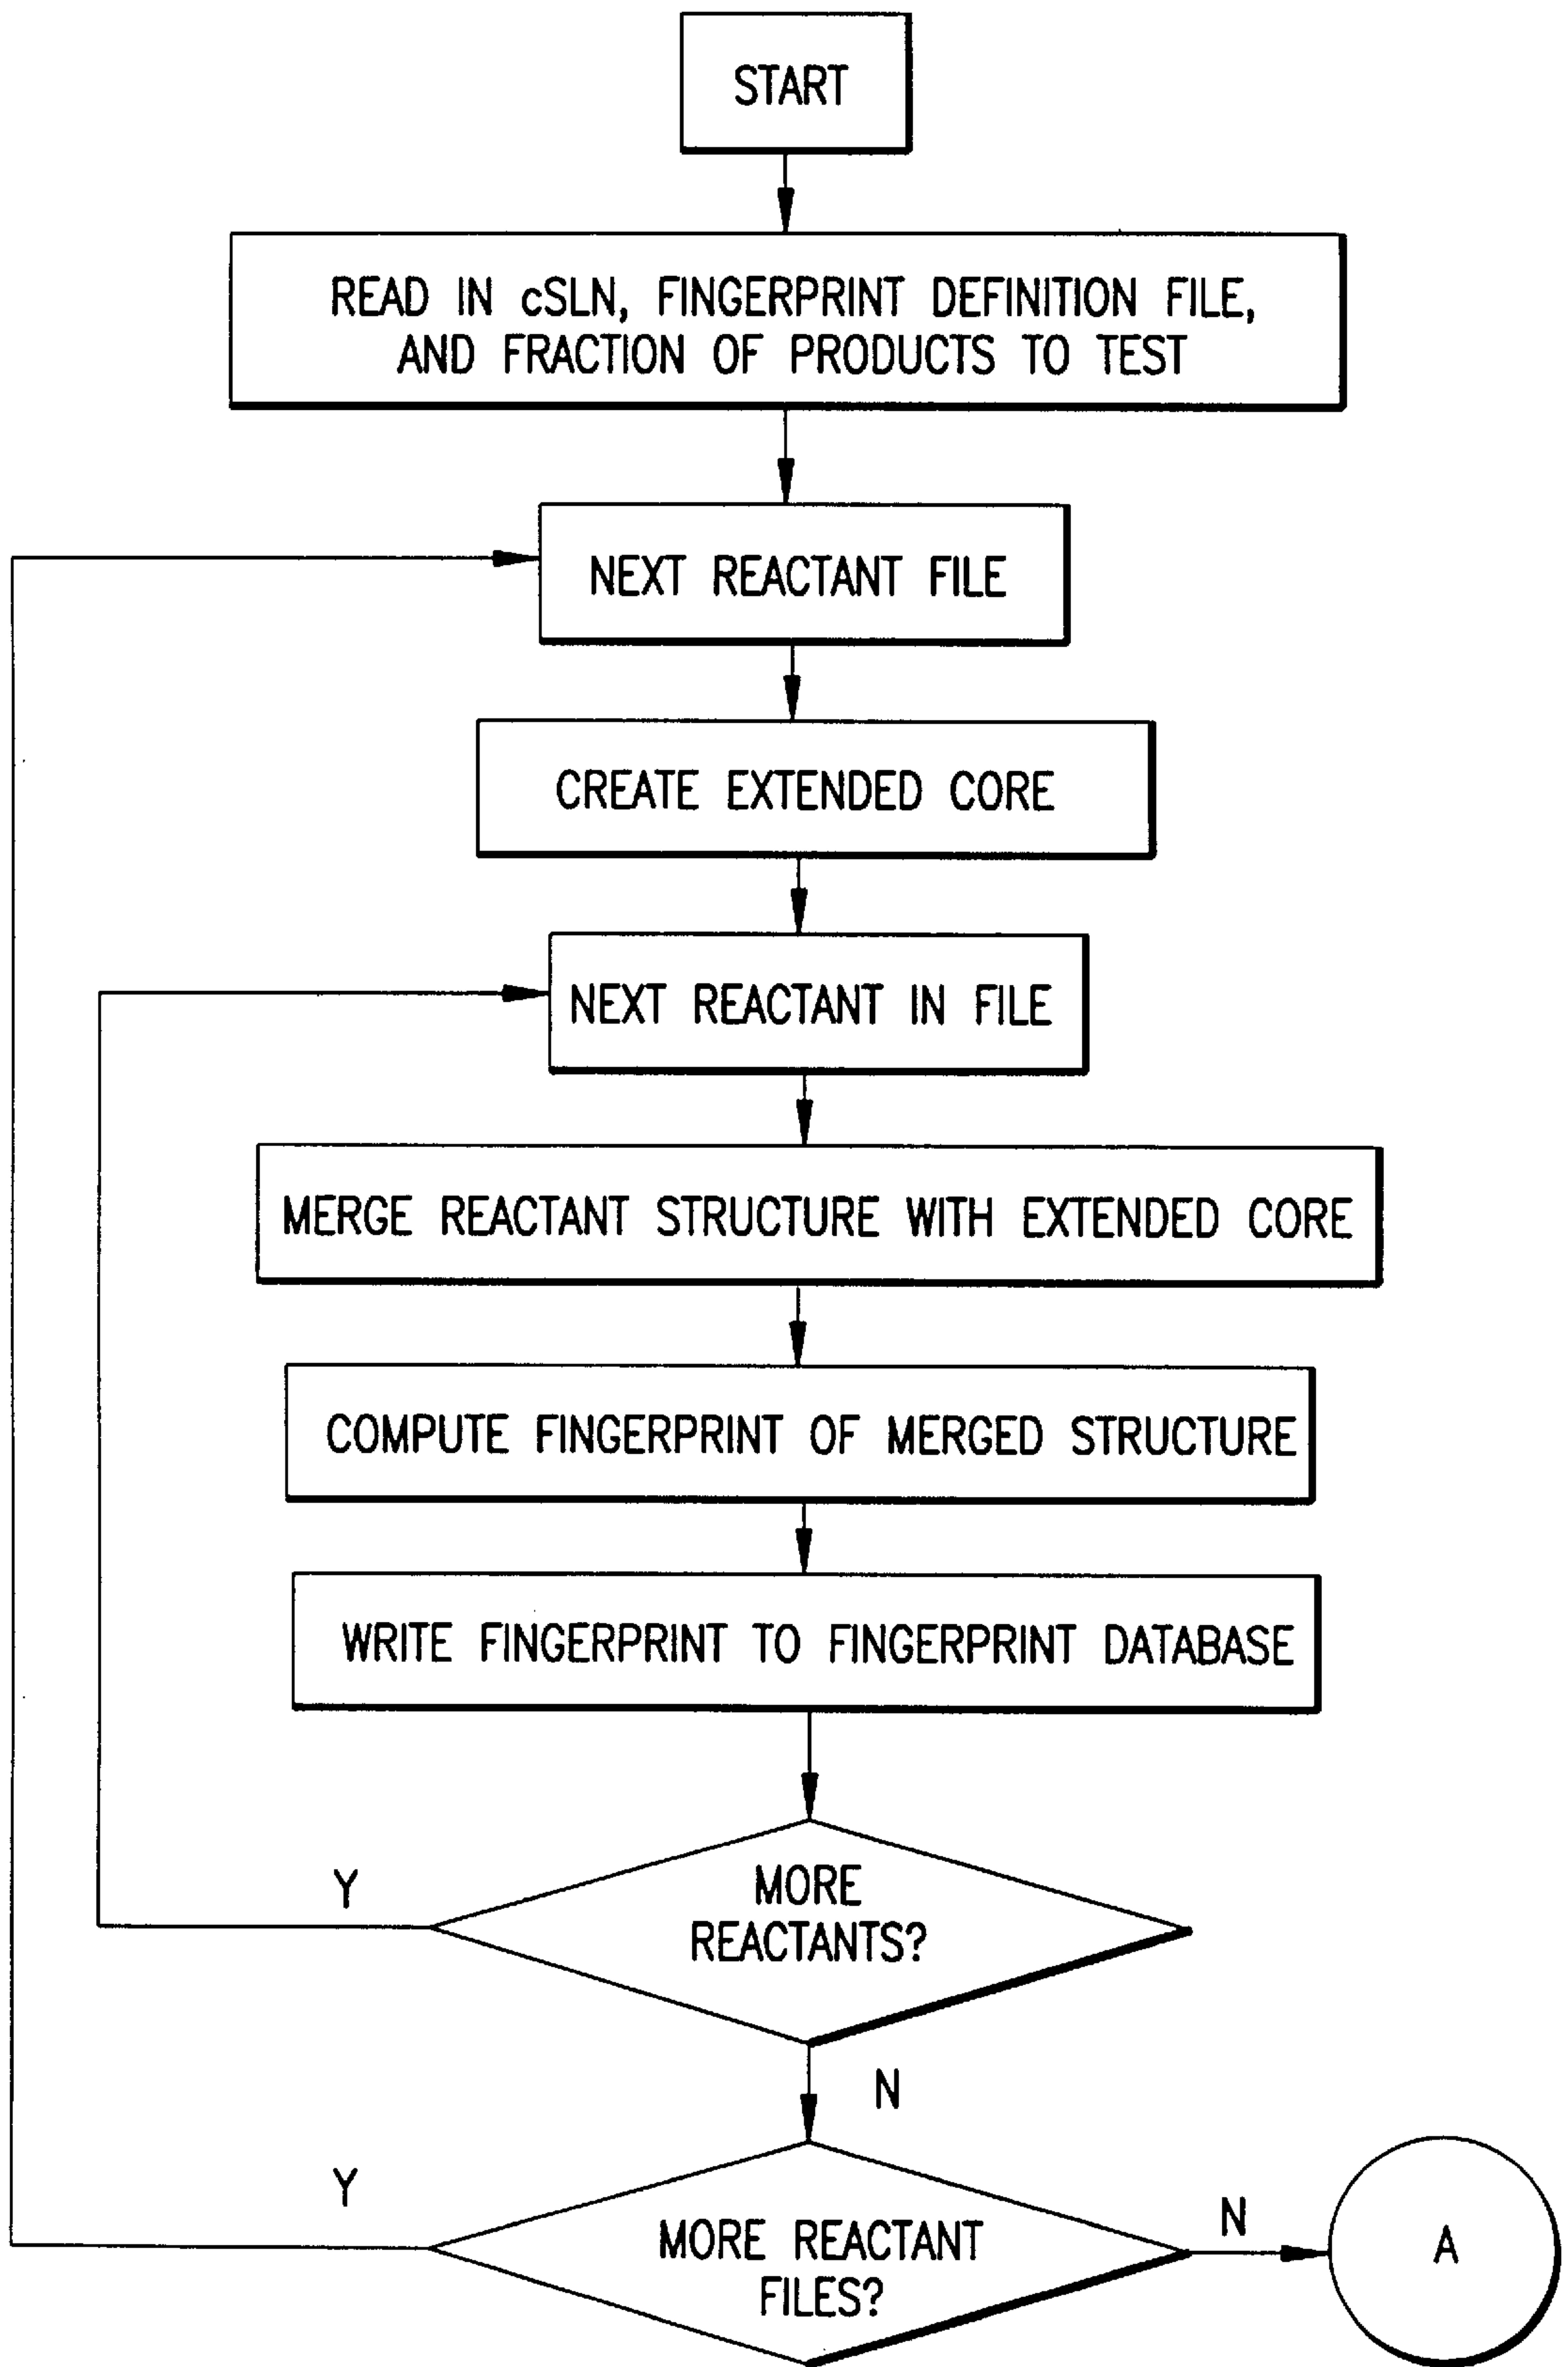 START
READ IN cSLN, FINGERPRINT DEFINITION FILE,
AND FRACTION OF PRODUCTS TO TEST
NEXT REACTANT FILE
CREATE EXTENDED CORE
NEXT REACTANT IN FILE
MERGE REACTANT STRUCTURE WITH EXTENDED CORE
COMPUTE FINGERPRINT OF MERGED STRUCTURE
WRITE FINGERPRINT TO FINGERPRINT DATABASE
Y
MORE
REACTANTS?
N
Y
MORE REACTANT
FILES?
N
A